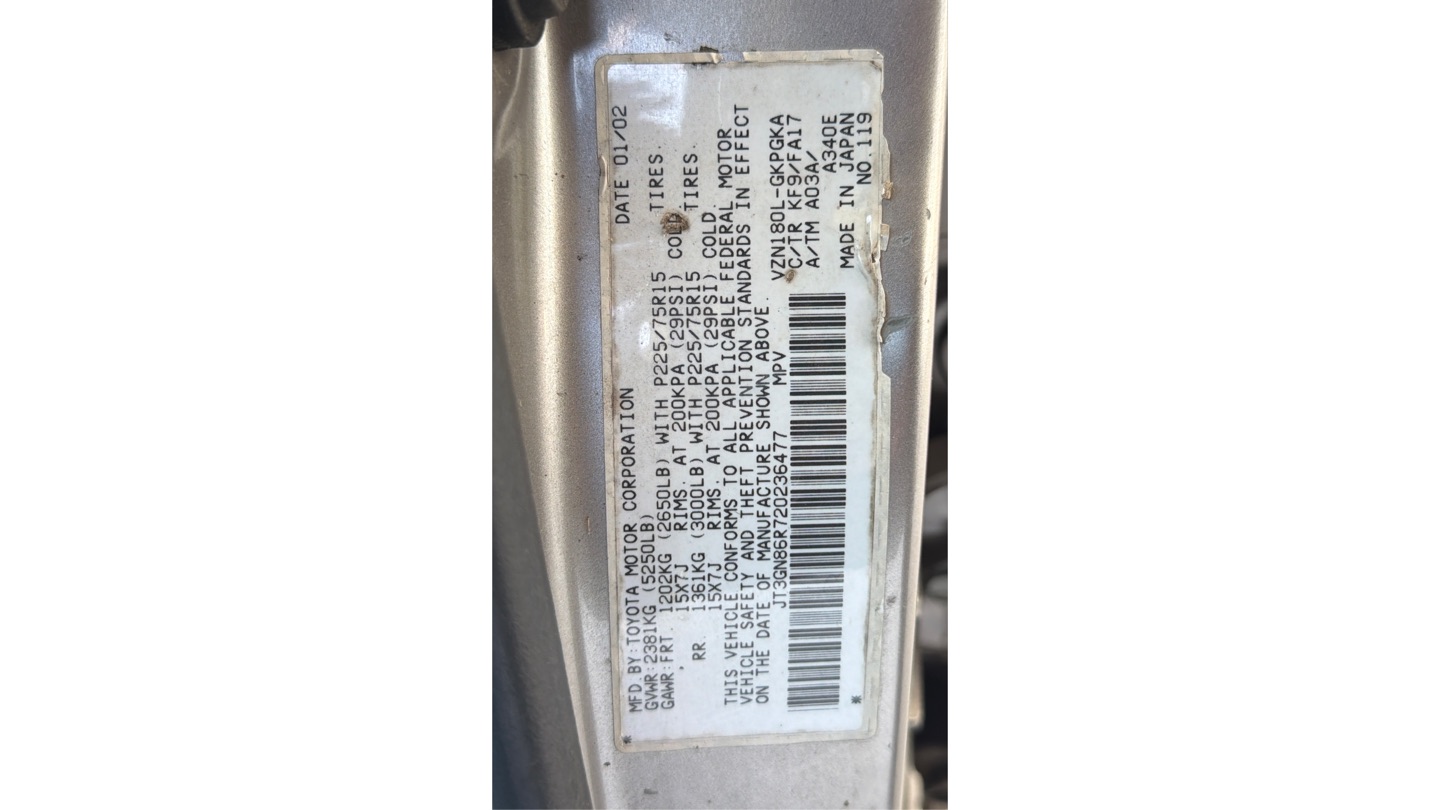 MFD.BY:TOYOTA MOTOR CORPORATION DATE 01/02
GVWR:2381KG (5250LB)
GAWR:FRT. 1202KG (2650LB) WITH P225/75R15 TIRES.
15X7J RIMS. AT 200KPA (29PSI) COLD.
RR. 1361KG (3000LB) WITH P225/75R15 TIRES.
15X7J RIMS. AT 200KPA (29PSI) COLD.
THIS VEHICLE CONFORMS TO ALL APPLICABLE FEDERAL MOTOR
VEHICLE SAFETY AND THEFT PREVENTION STANDARDS IN EFFECT
ON THE DATE OF MANUFACTURE SHOWN ABOVE.
JT3GN86R720236477 MPV VZN180L-GKPGKA
C/TR KF9/FA17
A/TM A03A/
A340E
MADE IN JAPAN
NO.119